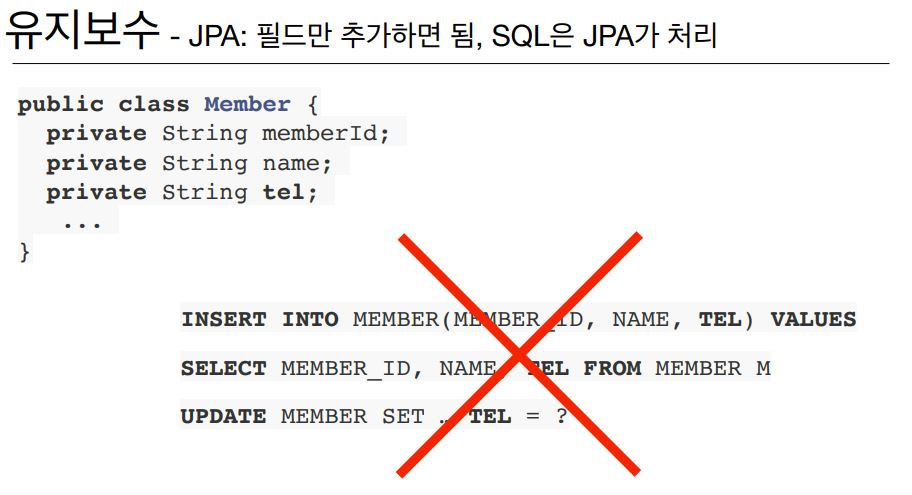 유지보수 - JPA: 필드만 추가하면 됨, SQL은 JPA가 처리
public class Member {
private String memberId;
private String name;
private String tel;
...
}
INSERT INTO MEMBER(MEMBER_ID, NAME, TEL) VALUES
SELECT MEMBER_ID, NAME, TEL FROM MEMBER M
UPDATE MEMBER SET … TEL = ?